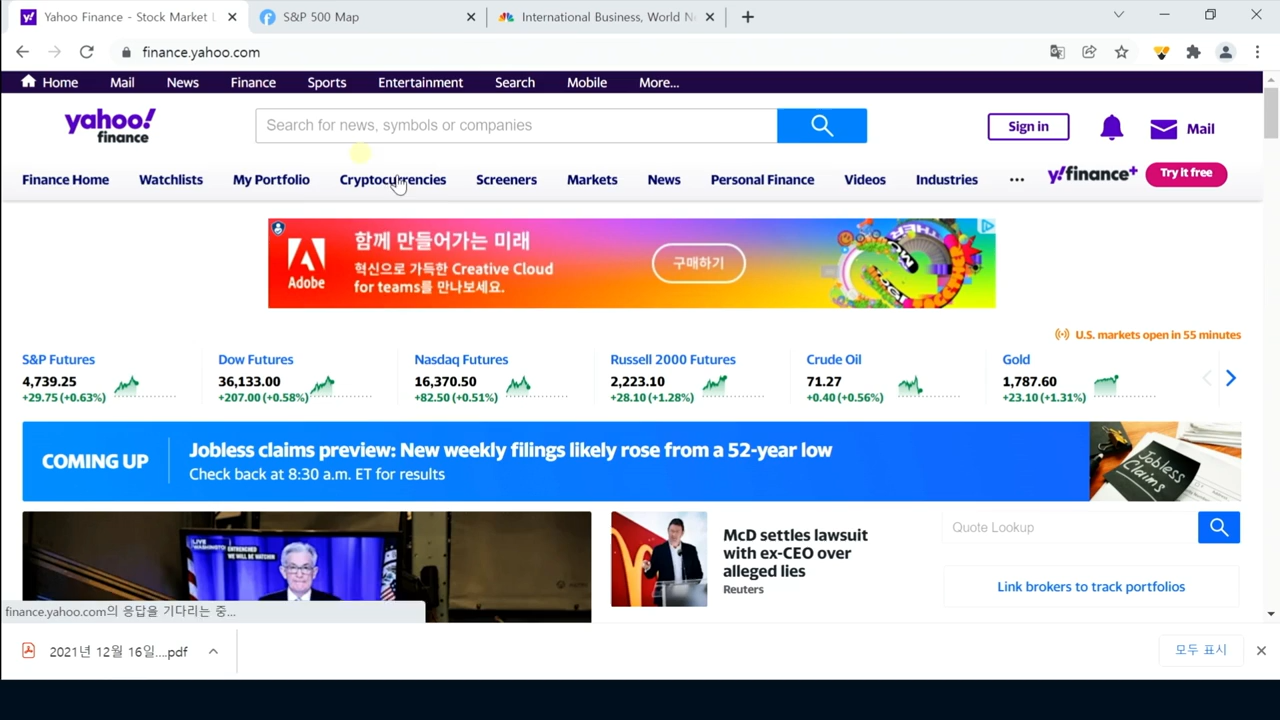 Yahoo Finance - Stock Market L
S&P 500 Map
International Business, World Ne
finance.yahoo.com
Home Mail News Finance Sports Entertainment Search Mobile More...
yahoo!
finance
Search for news, symbols or companies
Sign in
Mail
Finance Home Watchlists My Portfolio Cryptocurrencies Screeners Markets News Personal Finance Videos Industries ...
y!finance+
Try it free
Adobe
함께 만들어가는 미래
혁신으로 가득한 Creative Cloud
for teams를 만나보세요.
구매하기
U.S. markets open in 55 minutes
S&P Futures
4,739.25
+29.75 (+0.63%)
Dow Futures
36,133.00
+207.00 (+0.58%)
Nasdaq Futures
16,370.50
+82.50 (+0.51%)
Russell 2000 Futures
2,223.10
+28.10 (+1.28%)
Crude Oil
71.27
+0.40 (+0.56%)
Gold
1,787.60
+23.10 (+1.31%)
COMING UP
Jobless claims preview: New weekly filings likely rose from a 52-year low
Check back at 8:30 a.m. ET for results
Jobless
Claims
LIVE
WASHINGTON
McD settles lawsuit
with ex-CEO over
alleged lies
Reuters
Quote Lookup
Link brokers to track portfolios
finance.yahoo.com의 응답을 기다리는 중...
2021년 12월 16일....pdf
모두 표시